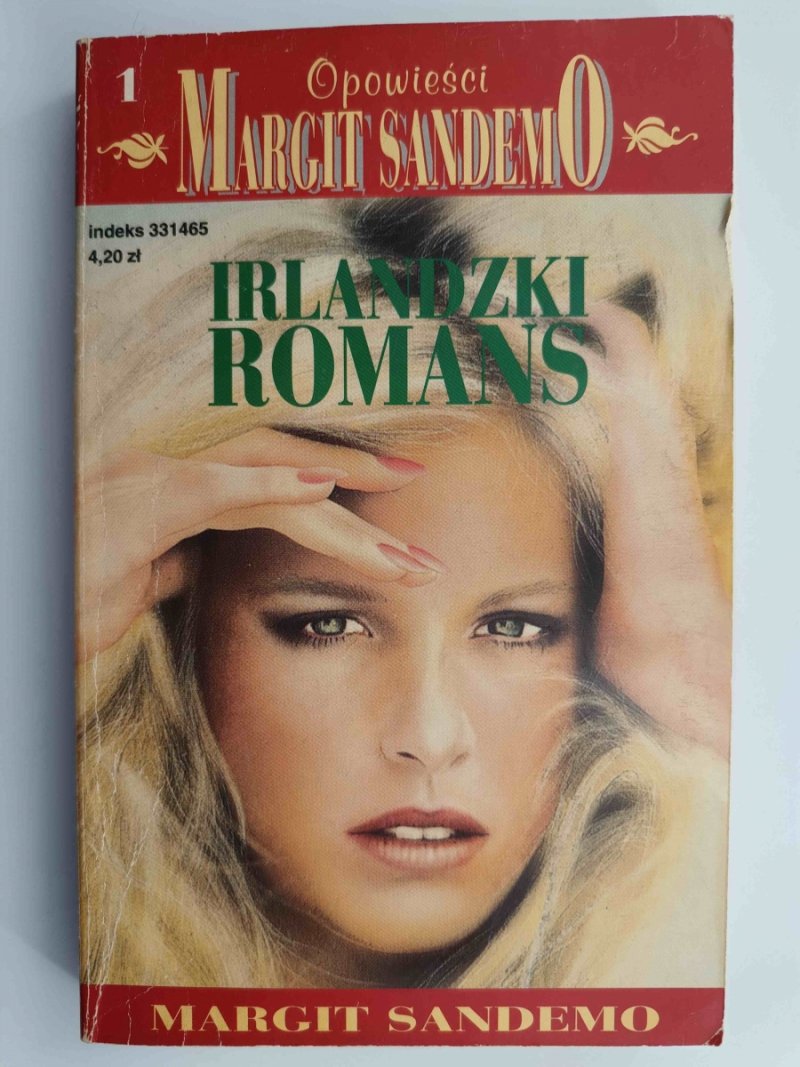 1
Opowieści
MARGIT SANDEMO
indeks 331465
4,20 zł
IRLANDZKI
ROMANS
MARGIT SANDEMO